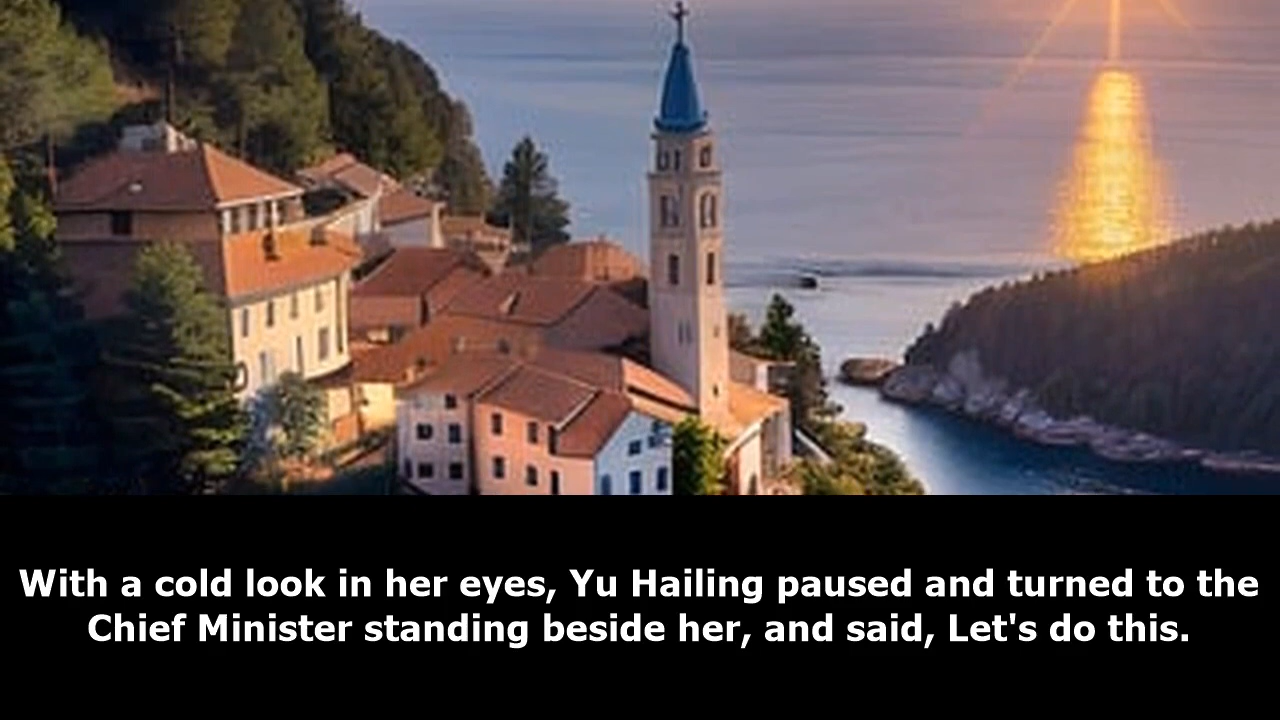 With a cold look in her eyes, Yu Hailing paused and turned to the
Chief Minister standing beside her, and said, Let's do this.